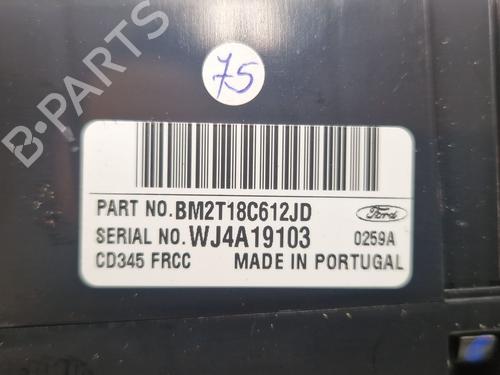 75
B-PARTS
PART NO. BM2T18C612JD
Ford
SERIAL NO. WJ4A19103 0259A
CD345 FRCC MADE IN PORTUGAL